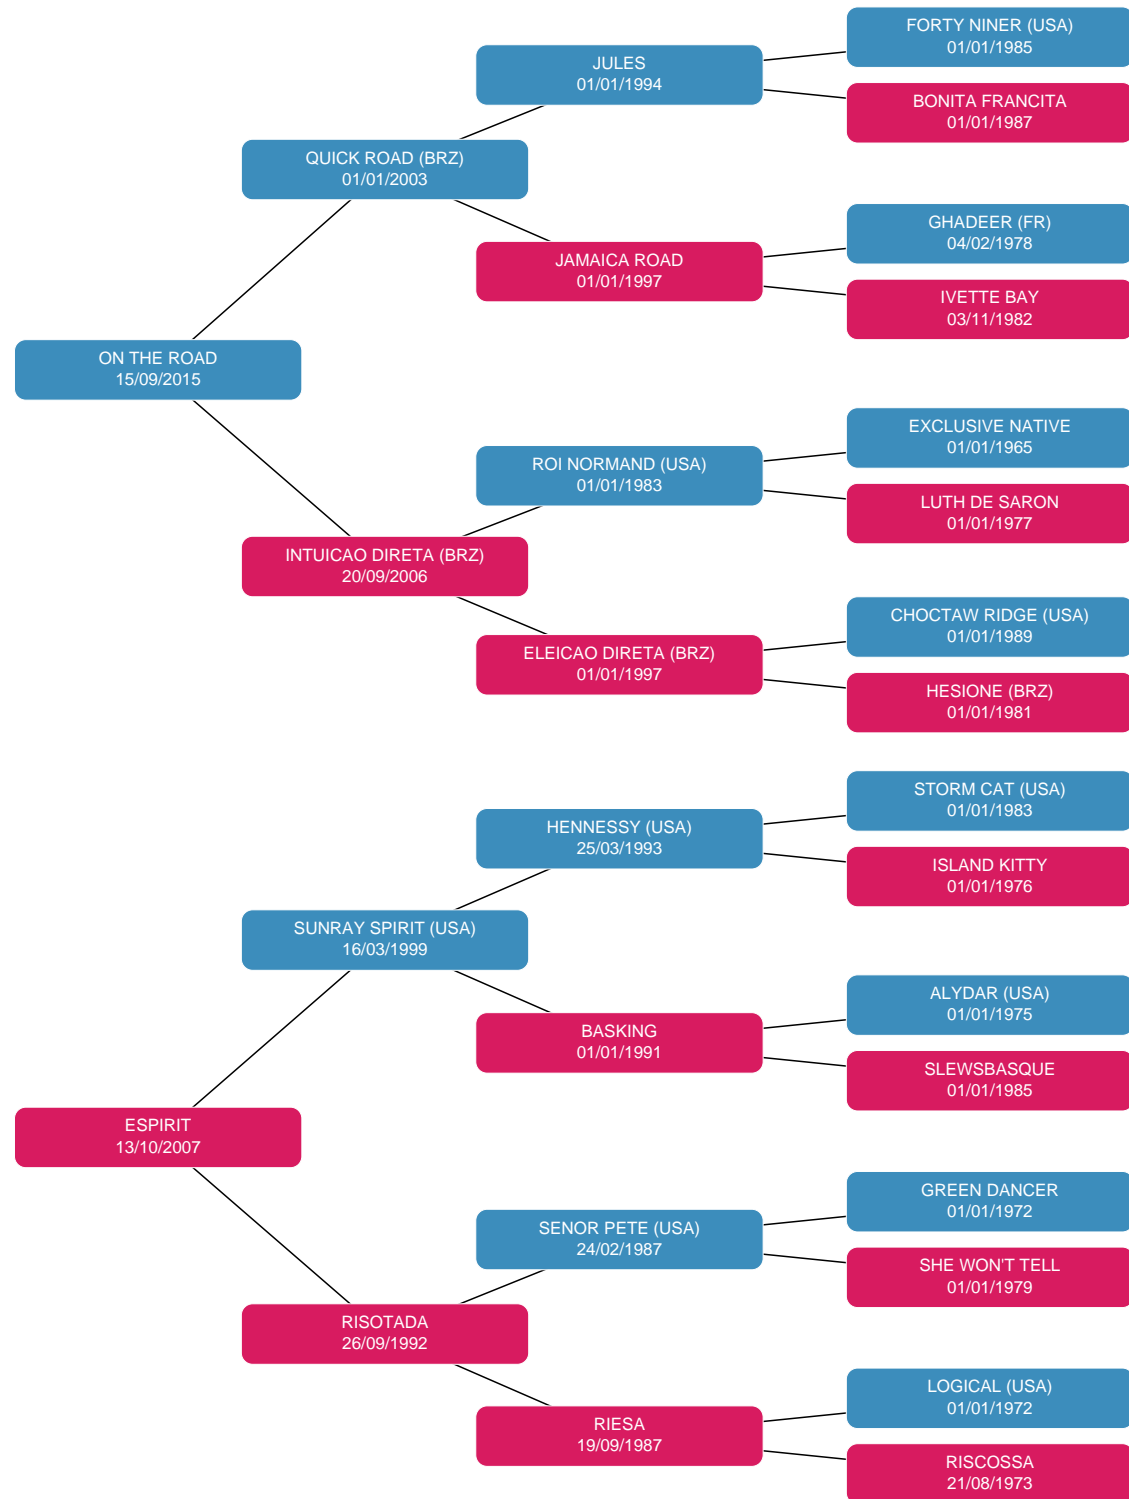 FORTY NINER (USA)
01/01/1985
JULES
01/01/1994
BONITA FRANCITA
01/01/1987
QUICK ROAD (BRZ)
01/01/2003
GHADEER (FR)
04/02/1978
JAMAICA ROAD
01/01/1997
IVETTE BAY
03/11/1982
ON THE ROAD
15/09/2015
EXCLUSIVE NATIVE
01/01/1965
ROI NORMAND (USA)
01/01/1983
LUTH DE SARON
01/01/1977
INTUICAO DIRETA (BRZ)
20/09/2006
CHOCTAW RIDGE (USA)
01/01/1989
ELEICAO DIRETA (BRZ)
01/01/1997
HESIONE (BRZ)
01/01/1981
STORM CAT (USA)
01/01/1983
HENNESSY (USA)
25/03/1993
ISLAND KITTY
01/01/1976
SUNRAY SPIRIT (USA)
16/03/1999
ALYDAR (USA)
01/01/1975
BASKING
01/01/1991
SLEWSBASQUE
01/01/1985
ESPIRIT
13/10/2007
GREEN DANCER
01/01/1972
SENOR PETE (USA)
24/02/1987
SHE WON'T TELL
01/01/1979
RISOTADA
26/09/1992
LOGICAL (USA)
01/01/1972
RIESA
19/09/1987
RISCOSSA
21/08/1973